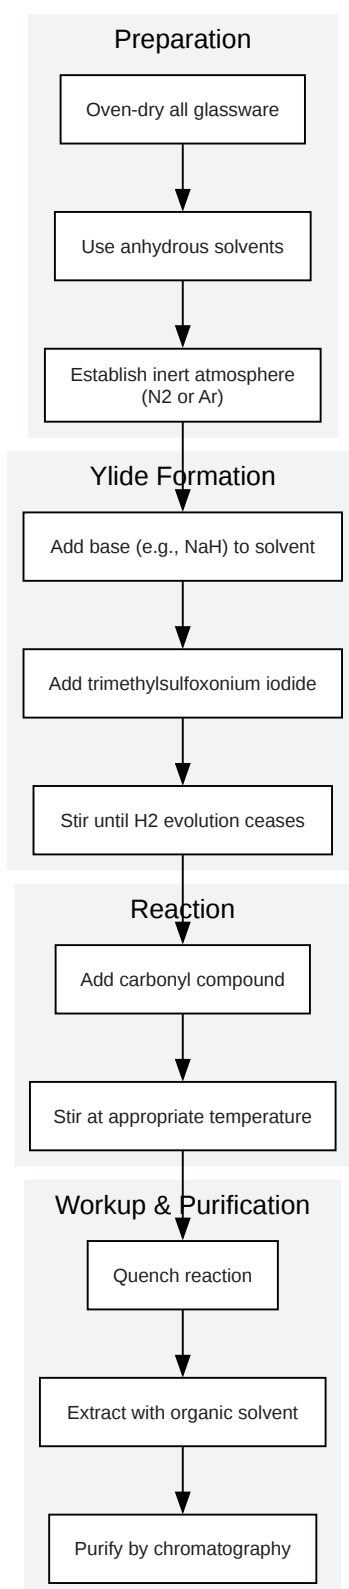 Preparation
Oven-dry all glassware
Use anhydrous solvents
Establish inert atmosphere
(N2 or Ar)
Ylide Formation
Add base (e.g., NaH) to solvent
Add trimethylsulfoxonium iodide
Stir until H2 evolution ceases
Reaction
Add carbonyl compound
Stir at appropriate temperature
Workup & Purification
Quench reaction
Extract with organic solvent
Purify by chromatography